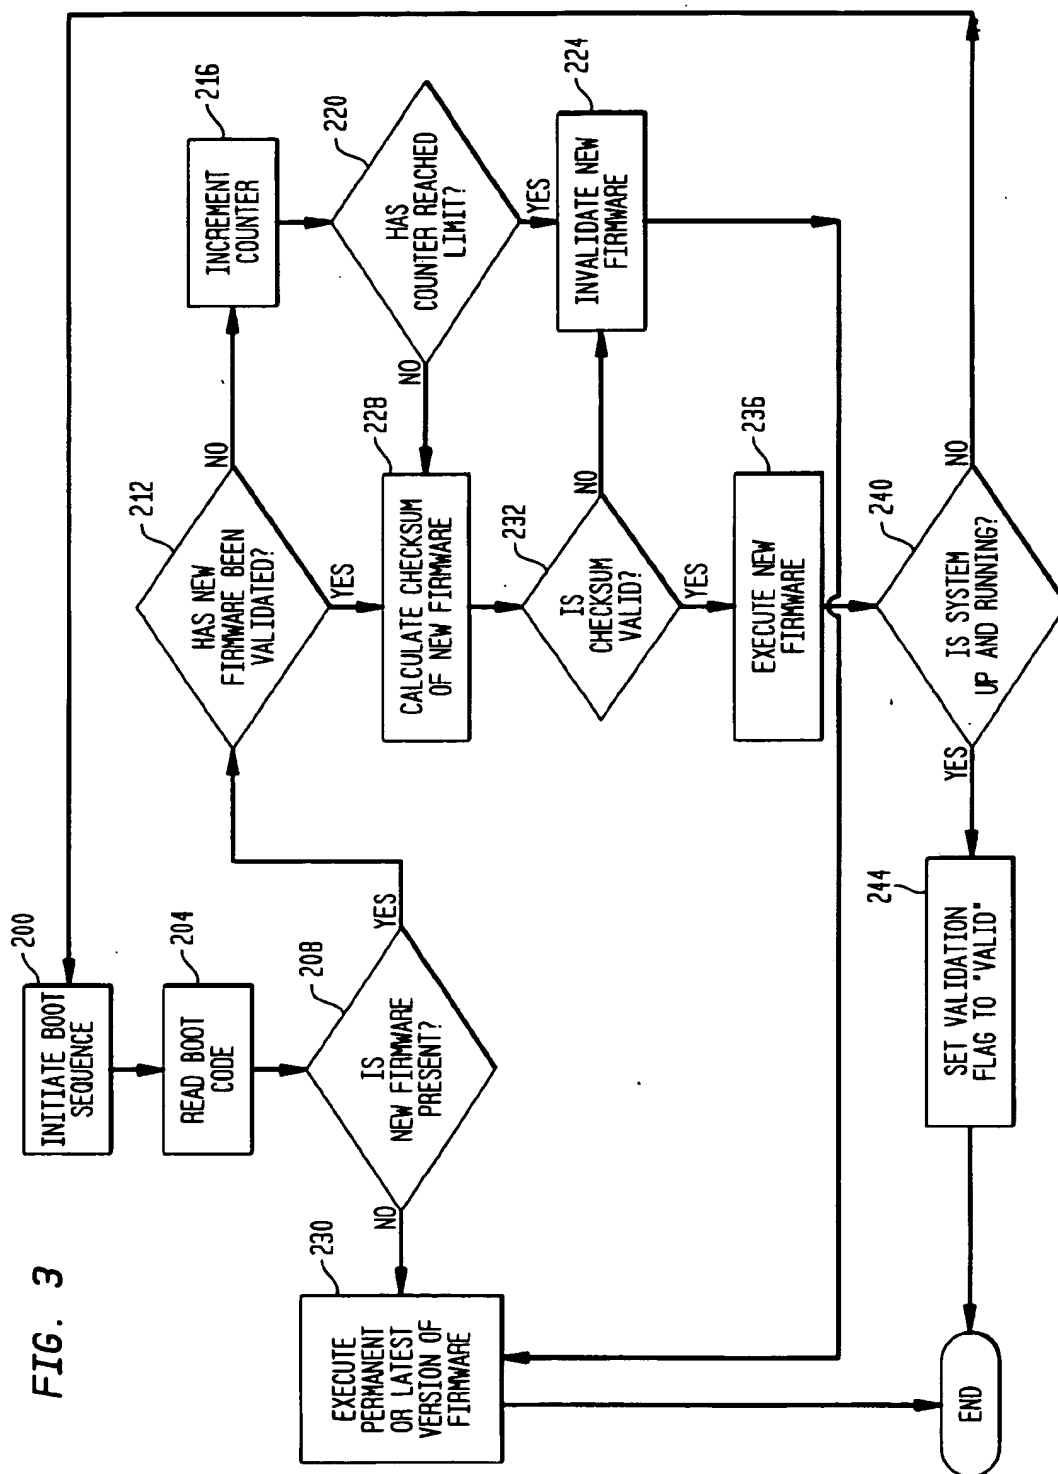 FIG. 3
200
INITIATE BOOT
SEQUENCE
204
READ BOOT
CODE
208
IS
NEW FIRMWARE
PRESENT?
NO
YES
230
EXECUTE
PERMANENT
OR LATEST
VERSION OF
FIRMWARE
212
HAS NEW
FIRMWARE BEEN
VALIDATED?
NO
YES
216
INCREMENT
COUNTER
220
HAS
COUNTER REACHED
LIMIT?
NO
YES
224
INVALIDATE NEW
FIRMWARE
228
CALCULATE CHECKSUM
OF NEW FIRMWARE
232
IS
CHECKSUM
VALID?
NO
YES
236
EXECUTE NEW
FIRMWARE
240
IS SYSTEM
UP AND RUNNING?
NO
YES
244
SET VALIDATION
FLAG TO "VALID"
END